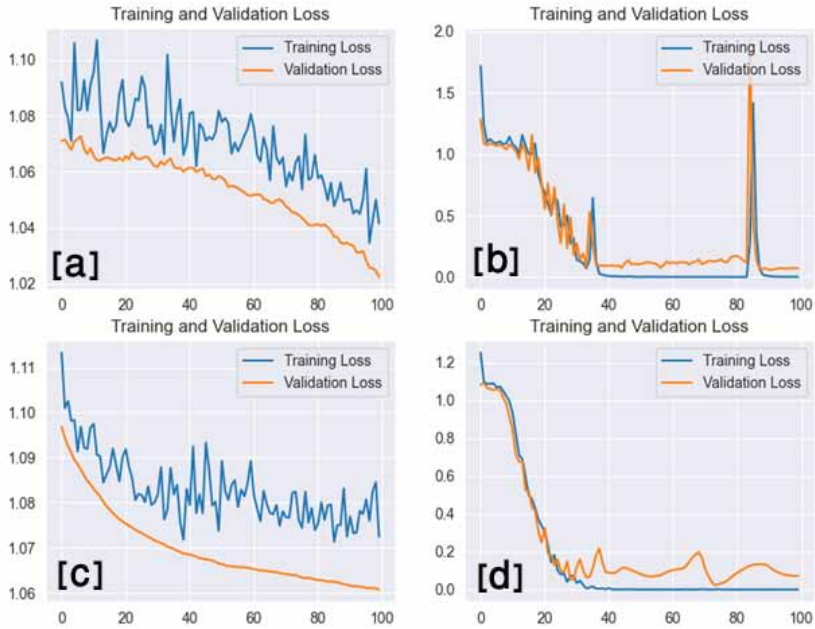 Training and Validation Loss
Training Loss
Validation Loss
1.10
1.08
1.06
1.04
1.02
[a]
0
20
40
60
80
100
Training and Validation Loss
Training Loss
Validation Loss
2.0
1.5
1.0
0.5
0.0
[b]
0
20
40
60
80
100
Training and Validation Loss
Training Loss
Validation Loss
1.11
1.10
1.09
1.08
1.07
1.06
[c]
0
20
40
60
80
100
Training and Validation Loss
Training Loss
Validation Loss
1.2
1.0
0.8
0.6
0.4
0.2
0.0
[d]
0
20
40
60
80
100